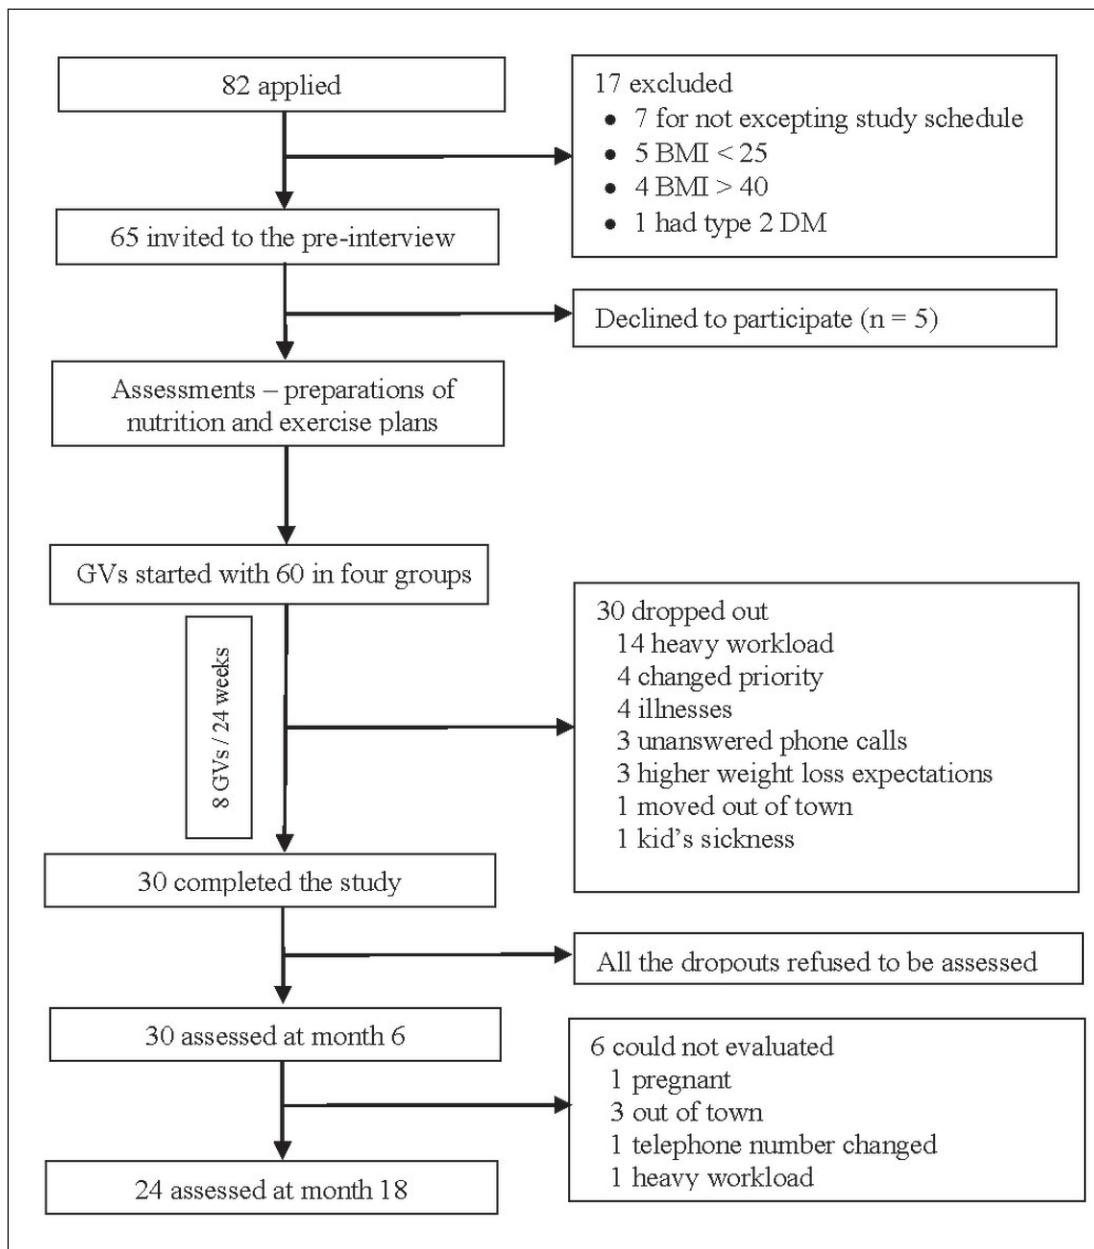 82 applied
17 excluded
• 7 for not excepting study schedule
• 5 BMI < 25
• 4 BMI > 40
• 1 had type 2 DM
65 invited to the pre-interview
Declined to participate (n = 5)
Assessments – preparations of
nutrition and exercise plans
GVs started with 60 in four groups
8 GVs / 24 weeks
30 dropped out
14 heavy workload
4 changed priority
4 illnesses
3 unanswered phone calls
3 higher weight loss expectations
1 moved out of town
1 kid's sickness
30 completed the study
All the dropouts refused to be assessed
30 assessed at month 6
6 could not evaluated
1 pregnant
3 out of town
1 telephone number changed
1 heavy workload
24 assessed at month 18